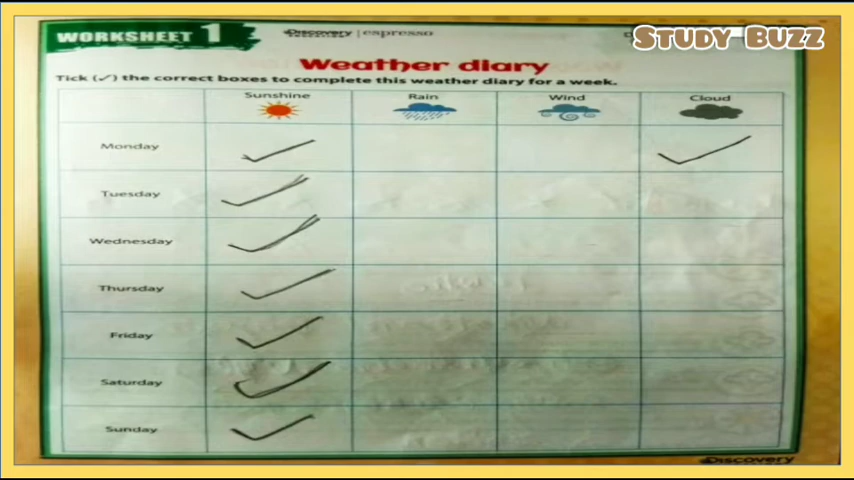 WORKSHEET 1
Discovery | espresso
STUDY BUZZ
Weather diary
Tick (✓) the correct boxes to complete this weather diary for a week.
Sunshine Rain Wind Cloud
Monday ✓ ✓
Tuesday ✓
Wednesday ✓
Thursday ✓
Friday ✓
Saturday ✓
Sunday ✓
Discovery